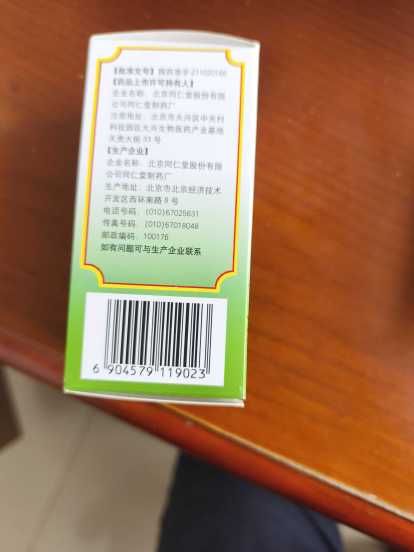 【批准文号】国药准字Z11020188
【药品上市许可持有人】
企业名称：北京同仁堂股份有限
公司同仁堂制药厂
注册地址：北京市大兴区中关村
科技园区大兴生物医药产业基地
天贵大街33号
【生产企业】
企业名称：北京同仁堂股份有限
公司同仁堂制药厂
生产地址：北京市北京经济技术
开发区西环南路8号
电话号码：(010)67025631
传真号码：(010)67018048
邮政编码：100176
如有问题可与生产企业联系
6 904579 119023